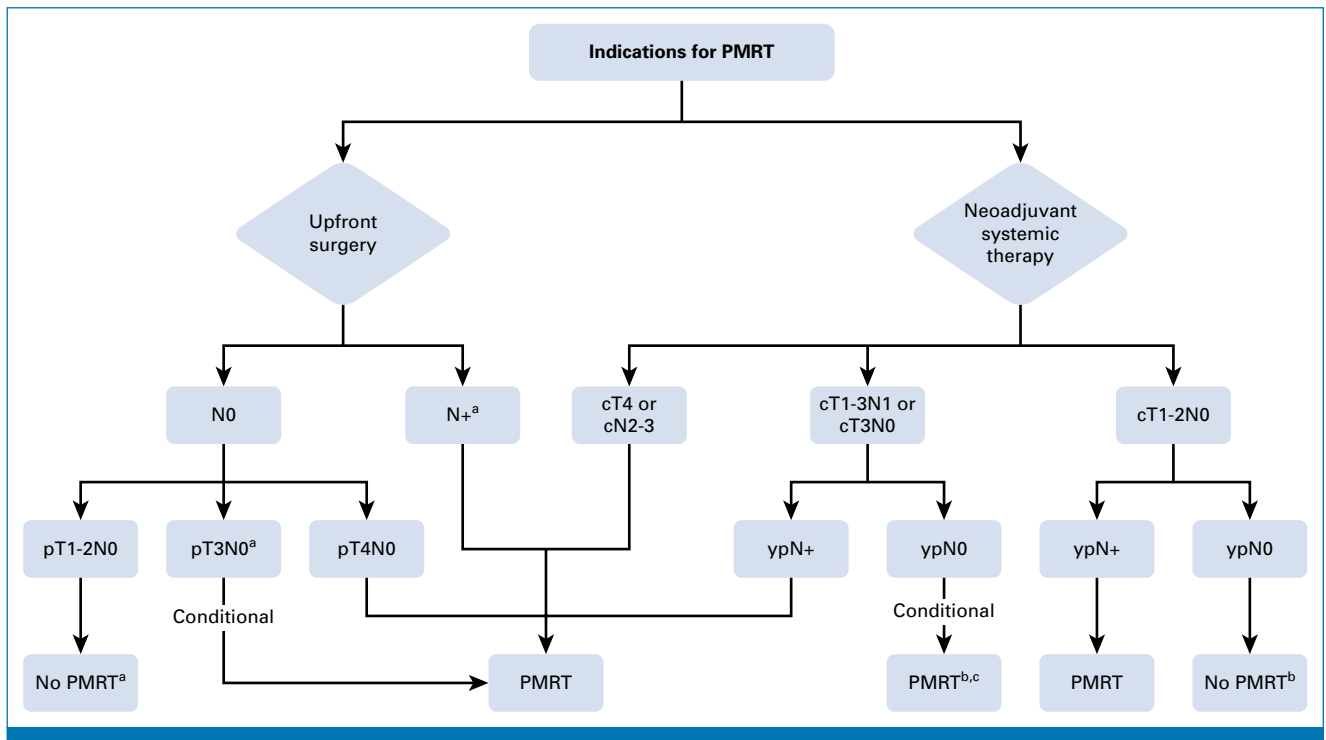 Indications for PMRT
Upfront
surgery
Neoadjuvant
systemic
therapy
N0
N+ᵃ
cT4 or
cN2-3
cT1-3N1 or
cT3N0
cT1-2N0
pT1-2N0
pT3N0ᵃ
pT4N0
ypN+
ypN0
ypN+
ypN0
Conditional
Conditional
No PMRTᵃ
PMRT
PMRTᵇ,ᶜ
PMRT
No PMRTᵇ